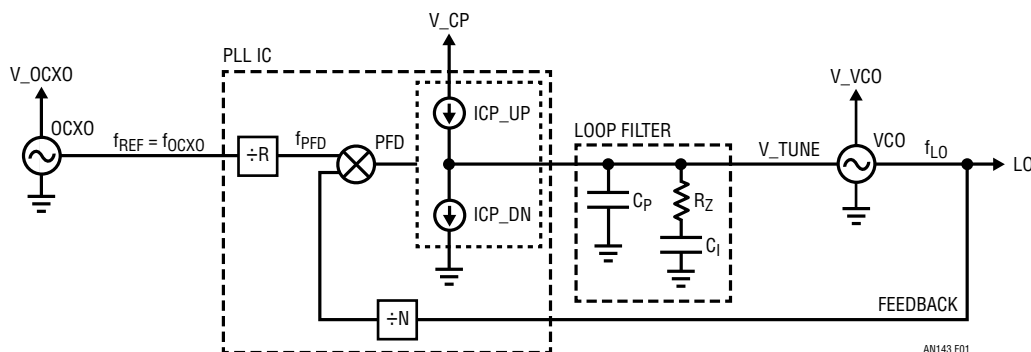 V_CP
PLL IC
V_OCXO
V_VCO
OCXO
ICP_UP
LOOP FILTER
VCO
f_REF = f_OCXO
÷R
f_PFD
PFD
V_TUNE
f_LO
LO
C_P
R_Z
ICP_DN
C_I
÷N
FEEDBACK
AN143 F01